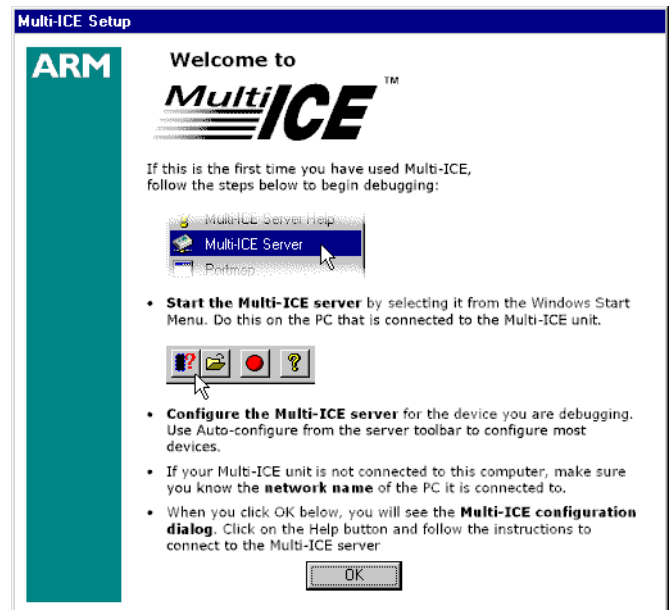 Multi-ICE Setup
ARM
Welcome to
Multi-ICE™
If this is the first time you have used Multi-ICE,
follow the steps below to begin debugging:
Multi-ICE Server Help
Multi-ICE Server
Portmap
• Start the Multi-ICE server by selecting it from the Windows Start
Menu. Do this on the PC that is connected to the Multi-ICE unit.
• Configure the Multi-ICE server for the device you are debugging.
Use Auto-configure from the server toolbar to configure most
devices.
• If your Multi-ICE unit is not connected to this computer, make sure
you know the network name of the PC it is connected to.
• When you click OK below, you will see the Multi-ICE configuration
dialog. Click on the Help button and follow the instructions to
connect to the Multi-ICE server
OK